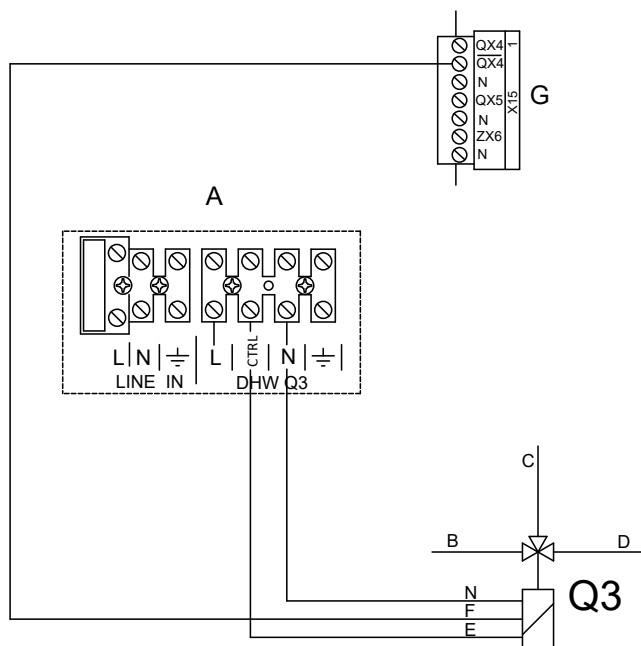 QX4 1
QX4
N
QX5
N X15
ZX6
N
G
A
L N L CTRL N
LINE IN DHW Q3
C
B D
N
F
E
Q3